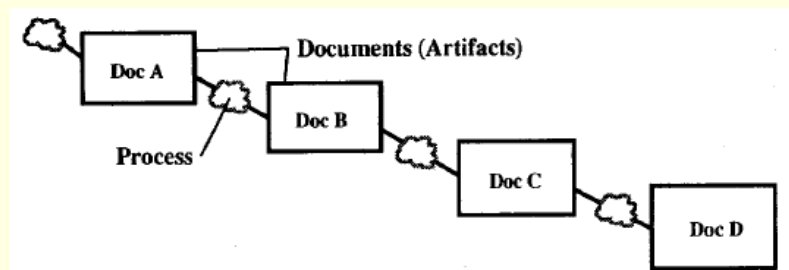 Documents (Artifacts)
Doc A
Doc B
Process
Doc C
Doc D